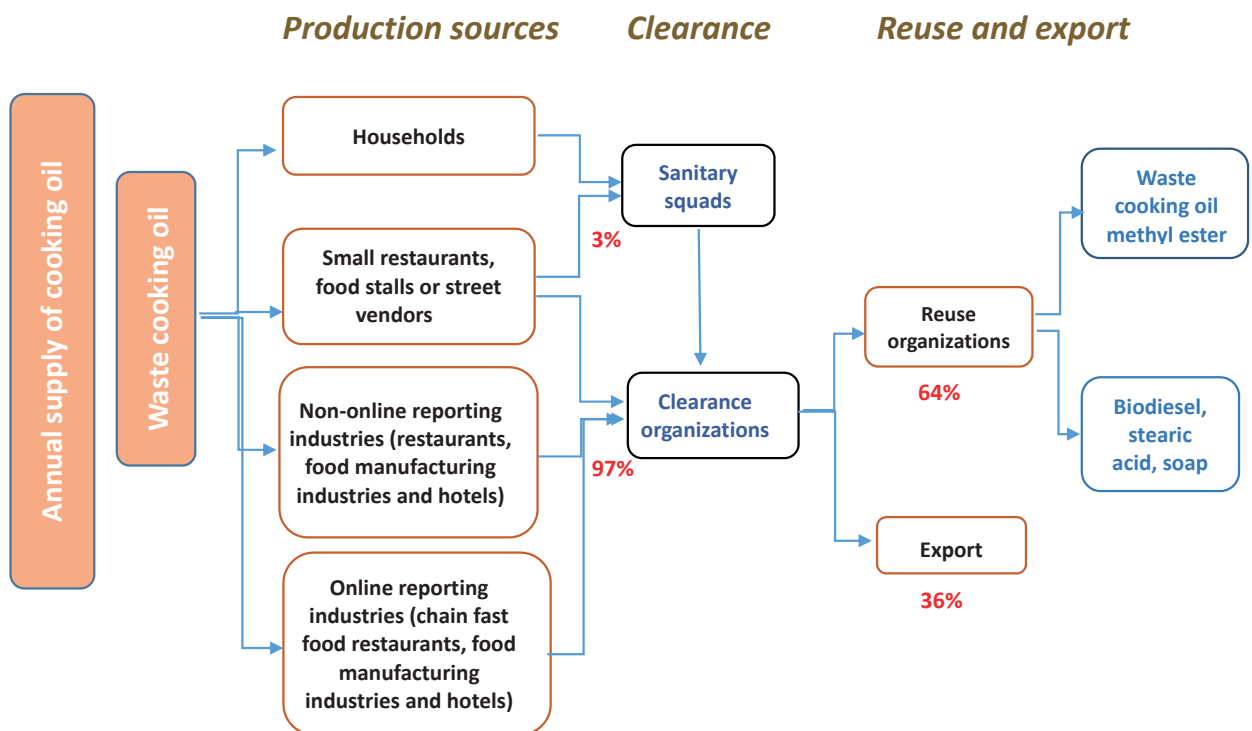 Production sources
Clearance
Reuse and export
Annual supply of cooking oil
Waste cooking oil
Households
Small restaurants,
food stalls or street
vendors
Non-online reporting
industries (restaurants,
food manufacturing
industries and hotels)
Online reporting
industries (chain fast
food restaurants, food
manufacturing
industries and hotels)
Sanitary
squads
3%
Clearance
organizations
97%
Reuse
organizations
64%
Export
36%
Waste
cooking oil
methyl ester
Biodiesel,
stearic
acid, soap